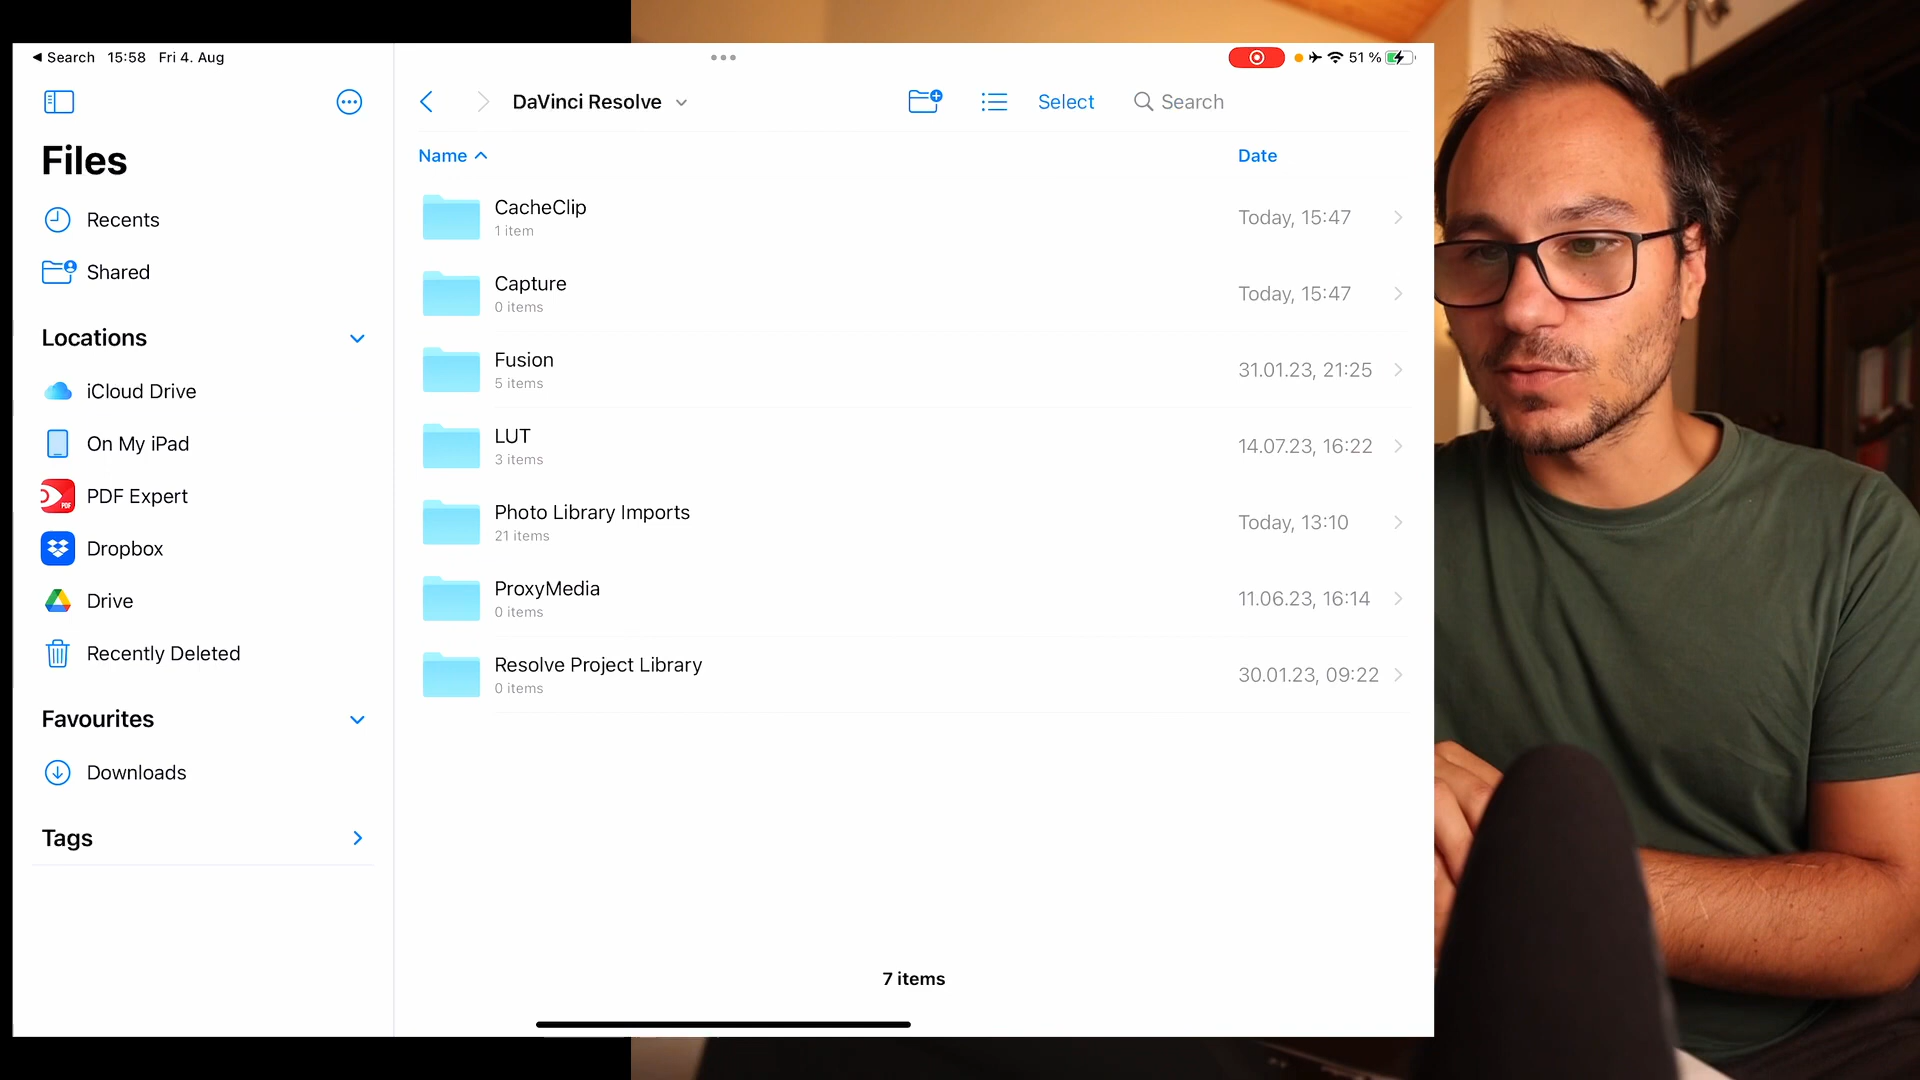 ◀ Search 15:58 Fri 4. Aug
51 %
Files
Recents
Shared
Locations
iCloud Drive
On My iPad
PDF Expert
PDF
Dropbox
Drive
Recently Deleted
Favourites
Downloads
Tags
DaVinci Resolve
Select
Search
Name
Date
CacheClip
1 item
Today, 15:47
Capture
0 items
Today, 15:47
Fusion
5 items
31.01.23, 21:25
LUT
3 items
14.07.23, 16:22
Photo Library Imports
21 items
Today, 13:10
ProxyMedia
0 items
11.06.23, 16:14
Resolve Project Library
0 items
30.01.23, 09:22
7 items